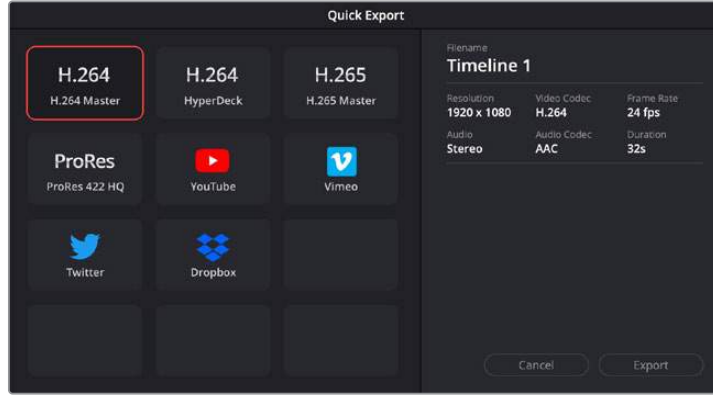 Quick Export
H.264
H.264 Master
H.264
HyperDeck
H.265
H.265 Master
ProRes
ProRes 422 HQ
YouTube
Vimeo
Twitter
Dropbox
Filename
Timeline 1
Resolution Video Codec Frame Rate
1920 x 1080 H.264 24 fps
Audio Audio Codec Duration
Stereo AAC 32s
Cancel Export